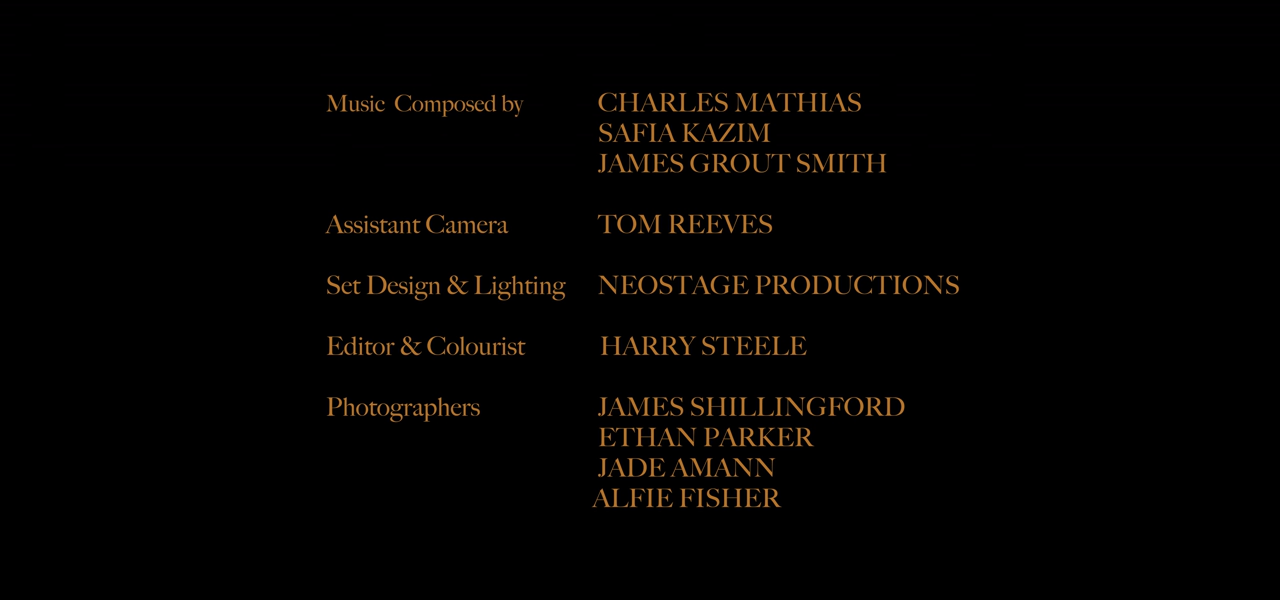 Music Composed by CHARLES MATHIAS
SAFIA KAZIM
JAMES GROUT SMITH
Assistant Camera TOM REEVES
Set Design & Lighting NEOSTAGE PRODUCTIONS
Editor & Colourist HARRY STEELE
Photographers JAMES SHILLINGFORD
ETHAN PARKER
JADE AMANN
ALFIE FISHER